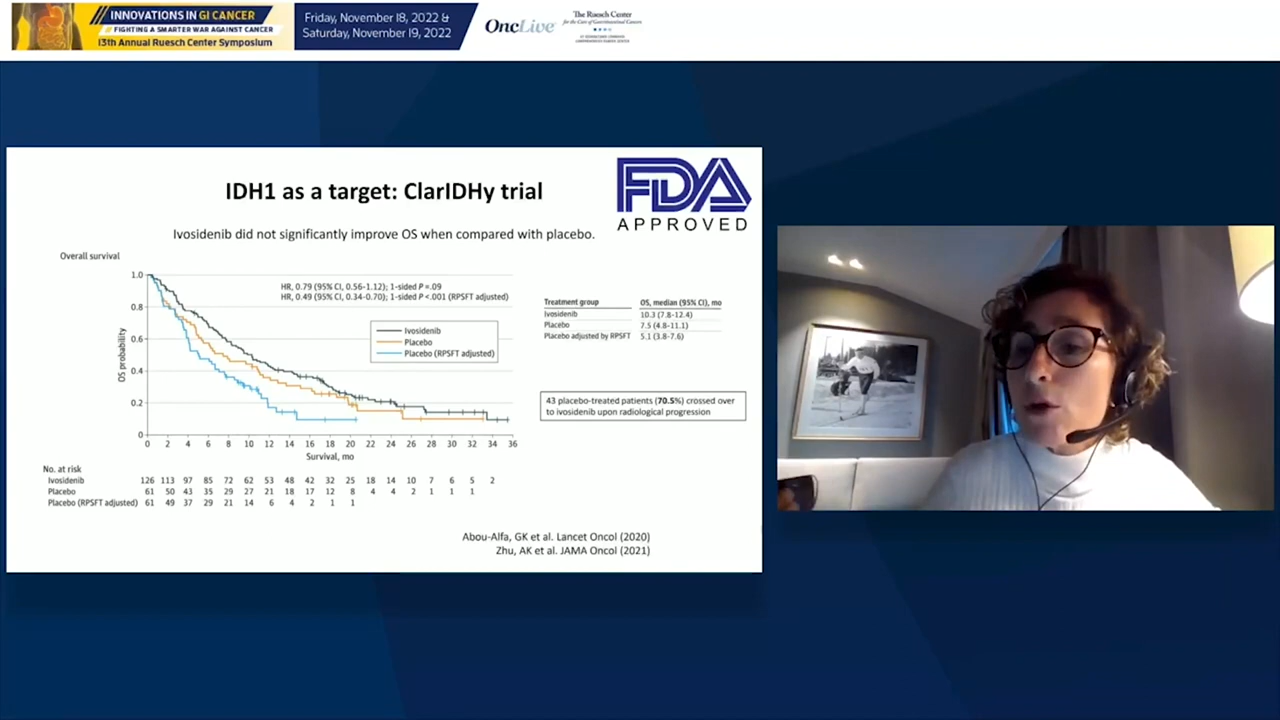 INNOVATIONS IN GI CANCER
FIGHTING A SMARTER WAR AGAINST CANCER
13th Annual Ruesch Center Symposium
Friday, November 18, 2022 &
Saturday, November 19, 2022
OncLive
The Ruesch Center
for the Cure of Gastrointestinal Cancers
IDH1 as a target: ClarIDHy trial
FDA
APPROVED
Ivosidenib did not significantly improve OS when compared with placebo.
Overall survival
HR, 0.79 (95% CI, 0.56-1.12); 1-sided P = .09
HR, 0.49 (95% CI, 0.34-0.70); 1-sided P <.001 (RPSFT adjusted)
Ivosidenib
Placebo
Placebo (RPSFT adjusted)
OS probability
1.0
0.8
0.6
0.4
0.2
0
0 2 4 6 8 10 12 14 16 18 20 22 24 26 28 30 32 34 36
Survival, mo
No. at risk
Ivosidenib 126 113 97 85 72 62 53 48 42 32 25 18 14 10 7 6 5 2
Placebo 61 50 43 35 29 27 21 18 17 12 8 4 4 2 1 1 1
Placebo (RPSFT adjusted) 61 49 37 29 21 14 6 4 2 1 1
Treatment group OS, median (95% CI), mo
Ivosidenib 10.3 (7.8-12.4)
Placebo 7.5 (4.8-11.1)
Placebo adjusted by RPSFT 5.1 (3.8-7.6)
43 placebo-treated patients (70.5%) crossed over
to ivosidenib upon radiological progression
Abou-Alfa, GK et al. Lancet Oncol (2020)
Zhu, AK et al. JAMA Oncol (2021)